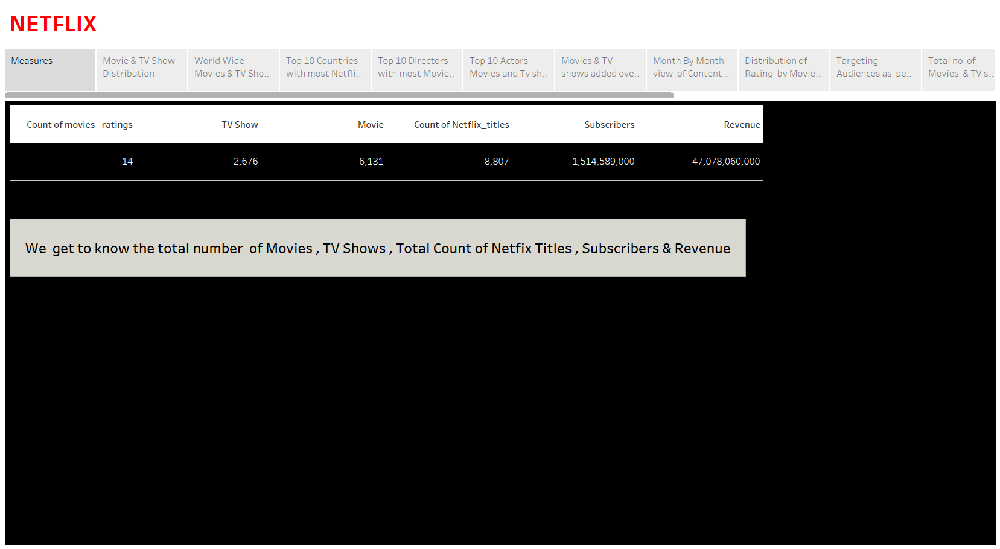 NETFLIX
Measures
Movie & TV Show
Distribution
World Wide
Movies & TV Sho..
Top 10 Countries
with most Netfli..
Top 10 Directors
with most Movie..
Top 10 Actors
Movies and Tv sh..
Movies & TV
shows added ove..
Month By Month
view of Content ..
Distribution of
Rating by Movie..
Targeting
Audiences as pe..
Total no of
Movies & TV s..
Count of movies - ratings TV Show Movie Count of Netflix_titles Subscribers Revenue
14 2,676 6,131 8,807 1,514,589,000 47,078,060,000
We get to know the total number of Movies , TV Shows , Total Count of Netfix Titles , Subscribers & Revenue